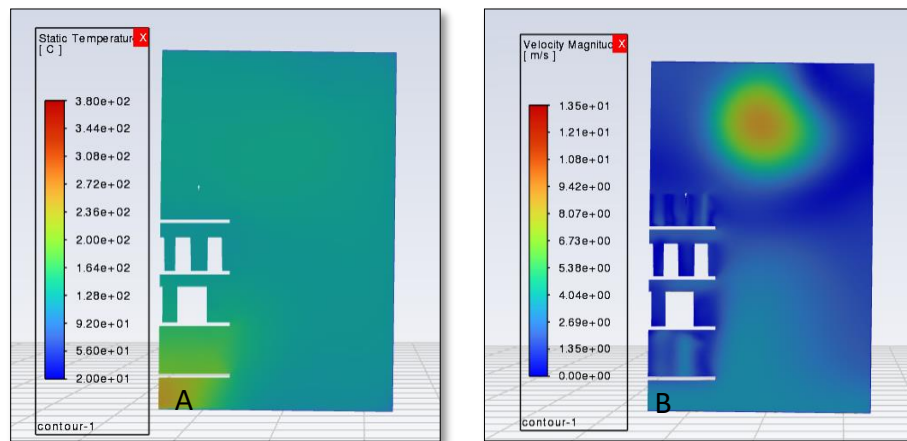 Static Temperatur X
[ C ]
3.80e+02
3.44e+02
3.08e+02
2.72e+02
2.36e+02
2.00e+02
1.64e+02
1.28e+02
9.20e+01
5.60e+01
2.00e+01
contour-1
A
Velocity Magnitud X
[ m/s ]
1.35e+01
1.21e+01
1.08e+01
9.42e+00
8.07e+00
6.73e+00
5.38e+00
4.04e+00
2.69e+00
1.35e+00
0.00e+00
contour-1
B